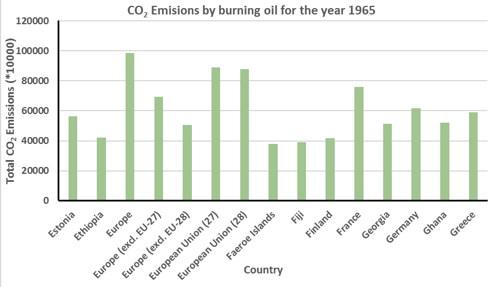 CO₂ Emisions by burning oil for the year 1965
Total CO₂ Emissions (*10000)
120000
100000
80000
60000
40000
20000
0
Estonia
Ethiopia
Europe
Europe (excl. EU-27)
Europe (excl. EU-28)
European Union (27)
European Union (28)
Faeroe Islands
Fiji
Finland
France
Georgia
Germany
Ghana
Greece
Country